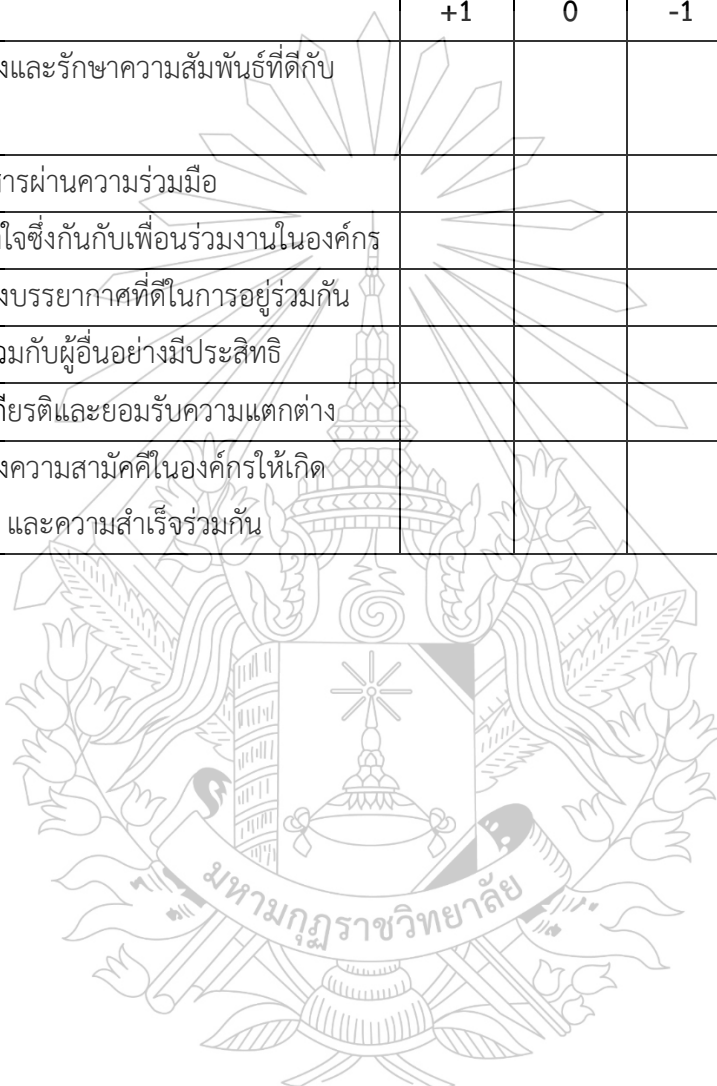 +1 0 -1
และรักษาความสัมพันธ์ที่ดีกับ
สารผ่านความร่วมมือ
ใจซึ่งกันกับเพื่อนร่วมงานในองค์กร
บรรยากาศที่ดีในการอยู่ร่วมกัน
วมกับผู้อื่นอย่างมีประสิทธิ
กียรติและยอมรับความแตกต่าง
งความสามัคคีในองค์กรให้เกิด
และความสำเร็จร่วมกัน
มหามกุฏราชวิทยาลัย